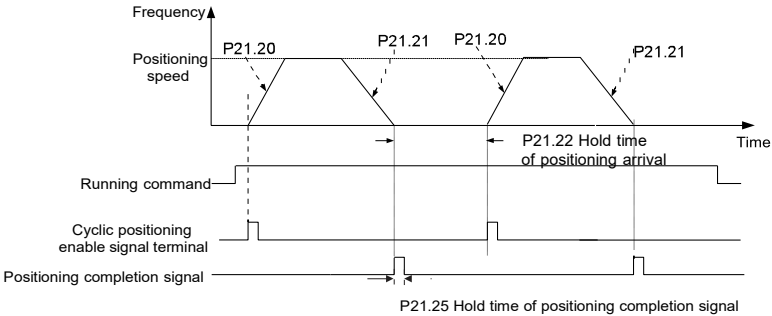 Frequency
P21.20
P21.21
P21.20
P21.21
Positioning
speed
Time
P21.22 Hold time
of positioning arrival
Running command
Cyclic positioning
enable signal terminal
Positioning completion signal
P21.25 Hold time of positioning completion signal